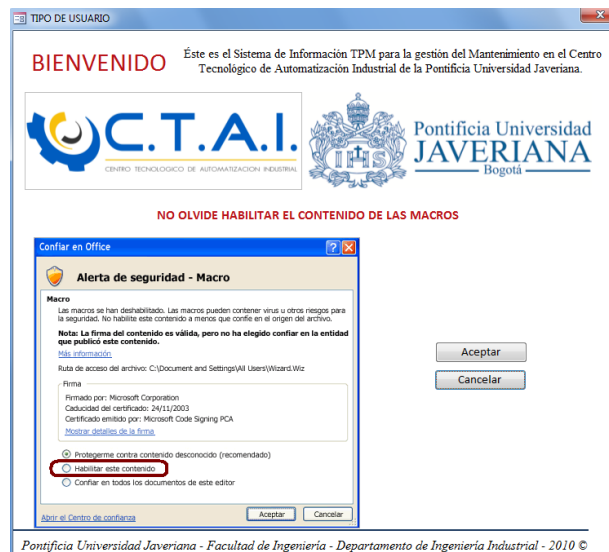 TIPO DE USUARIO
BIENVENIDO
Éste es el Sistema de Información TPM para la gestión del Mantenimiento en el Centro
Tecnológico de Automatización Industrial de la Pontificia Universidad Javeriana.
C.T.A.I.
CENTRO TECNOLOGICO DE AUTOMATIZACION INDUSTRIAL
IHS
Pontificia Universidad
JAVERIANA
Bogotá
NO OLVIDE HABILITAR EL CONTENIDO DE LAS MACROS
Confiar en Office
Alerta de seguridad - Macro
Macro
Las macros se han deshabilitado. Las macros pueden contener virus u otros riesgos para
la seguridad. No habilite este contenido a menos que confíe en el origen del archivo.
Nota: La firma del contenido es válida, pero no ha elegido confiar en la entidad
que publicó este contenido.
Más información
Ruta de acceso del archivo: C:\Document and Settings\All Users\Wizard.Wiz
Firma
Firmado por: Microsoft Corporation
Caducidad del certificado: 24/11/2003
Certificado emitido por: Microsoft Code Signing PCA
Mostrar detalles de la firma
Protegerme contra contenido desconocido (recomendado)
Habilitar este contenido
Confiar en todos los documentos de este editor
Abrir el Centro de confianza
Aceptar
Cancelar
Aceptar
Cancelar
Pontificia Universidad Javeriana - Facultad de Ingeniería - Departamento de Ingeniería Industrial - 2010 ©